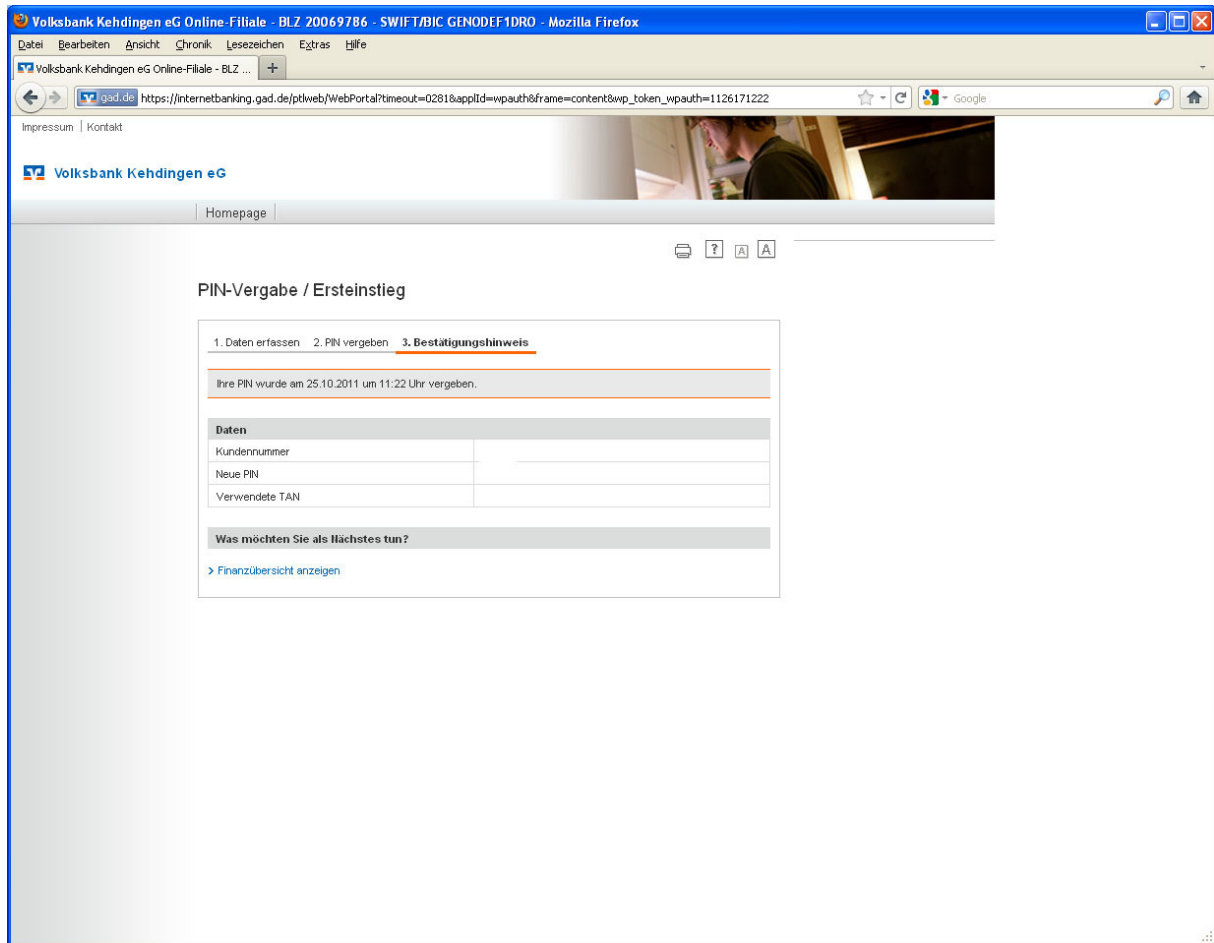 Volksbank Kehdingen eG Online-Filiale - BLZ 20069786 - SWIFT/BIC GENODEF1DRO - Mozilla Firefox
Datei Bearbeiten Ansicht Chronik Lesezeichen Extras Hilfe
Volksbank Kehdingen eG Online-Filiale - BLZ ...
gad.de https://internetbanking.gad.de/ptlweb/WebPortal?timeout=0281&applId=wpauth&frame=content&wp_token_wpauth=1126171222 Google
Impressum | Kontakt
Volksbank Kehdingen eG
Homepage
? A A
PIN-Vergabe / Ersteinstieg
1. Daten erfassen 2. PIN vergeben 3. Bestätigungshinweis
Ihre PIN wurde am 25.10.2011 um 11:22 Uhr vergeben.
Daten
Kundennummer
Neue PIN
Verwendete TAN
Was möchten Sie als Nächstes tun?
> Finanzübersicht anzeigen